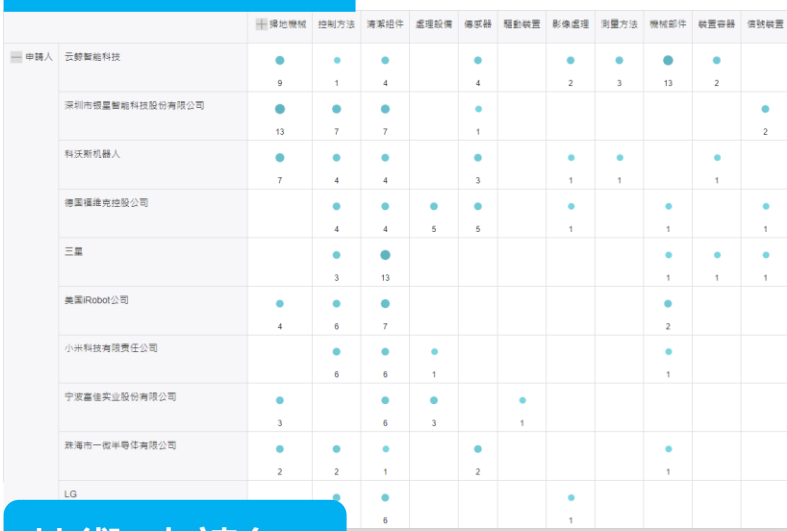 掃地機械 控制方法 清潔組件 處理設備 傳感器 驅動裝置 影像處理 測量方法 機械部件 裝置容器 信號裝置
申請人 云鲸智能科技
9 1 4 4 2 3 13 2
深圳市银星智能科技股份有限公司
13 7 7 1 2
科沃斯机器人
7 4 4 3 1 1 1
德国福维克控股公司
4 4 5 5 1 1 1
三星
3 13 1 1 1
美国iRobot公司
4 6 7 2
小米科技有限责任公司
6 6 1 1
宁波富佳实业股份有限公司
3 6 3 1
珠海市一微半导体有限公司
2 2 1 2 1
LG
6 1